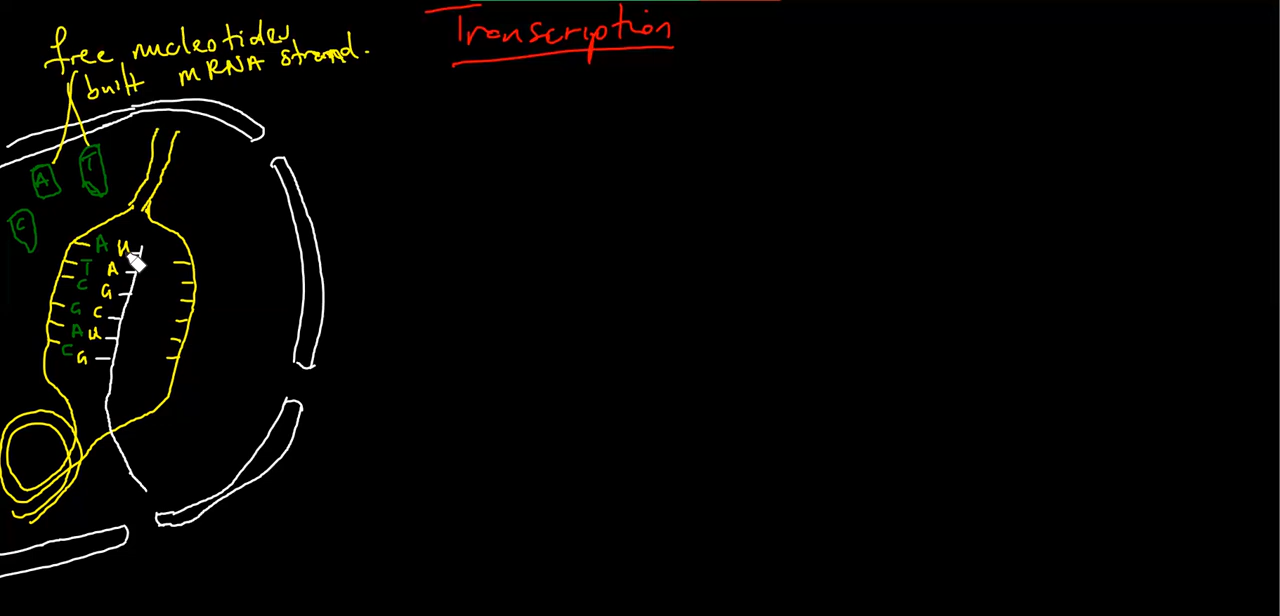 Transcription
free nucleotides
built mRNA strand.
A T
C
A U
T A
C G
G C
A U
C G